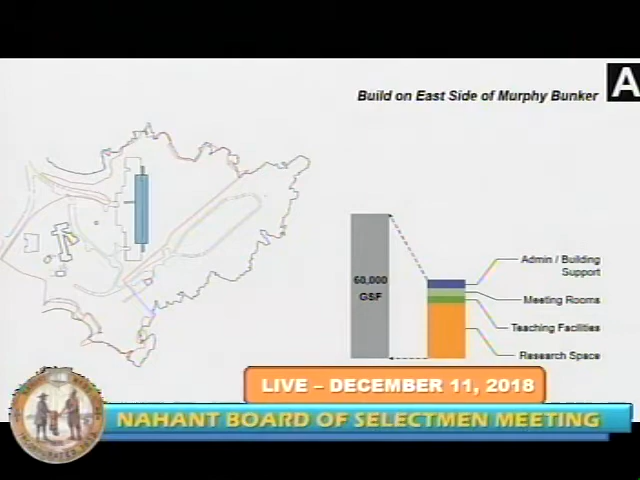 A
Build on East Side of Murphy Bunker
60,000
GSF
Admin / Building
Support
Meeting Rooms
Teaching Facilities
Research Space
LIVE – DECEMBER 11, 2018
NAHANT BOARD OF SELECTMEN MEETING